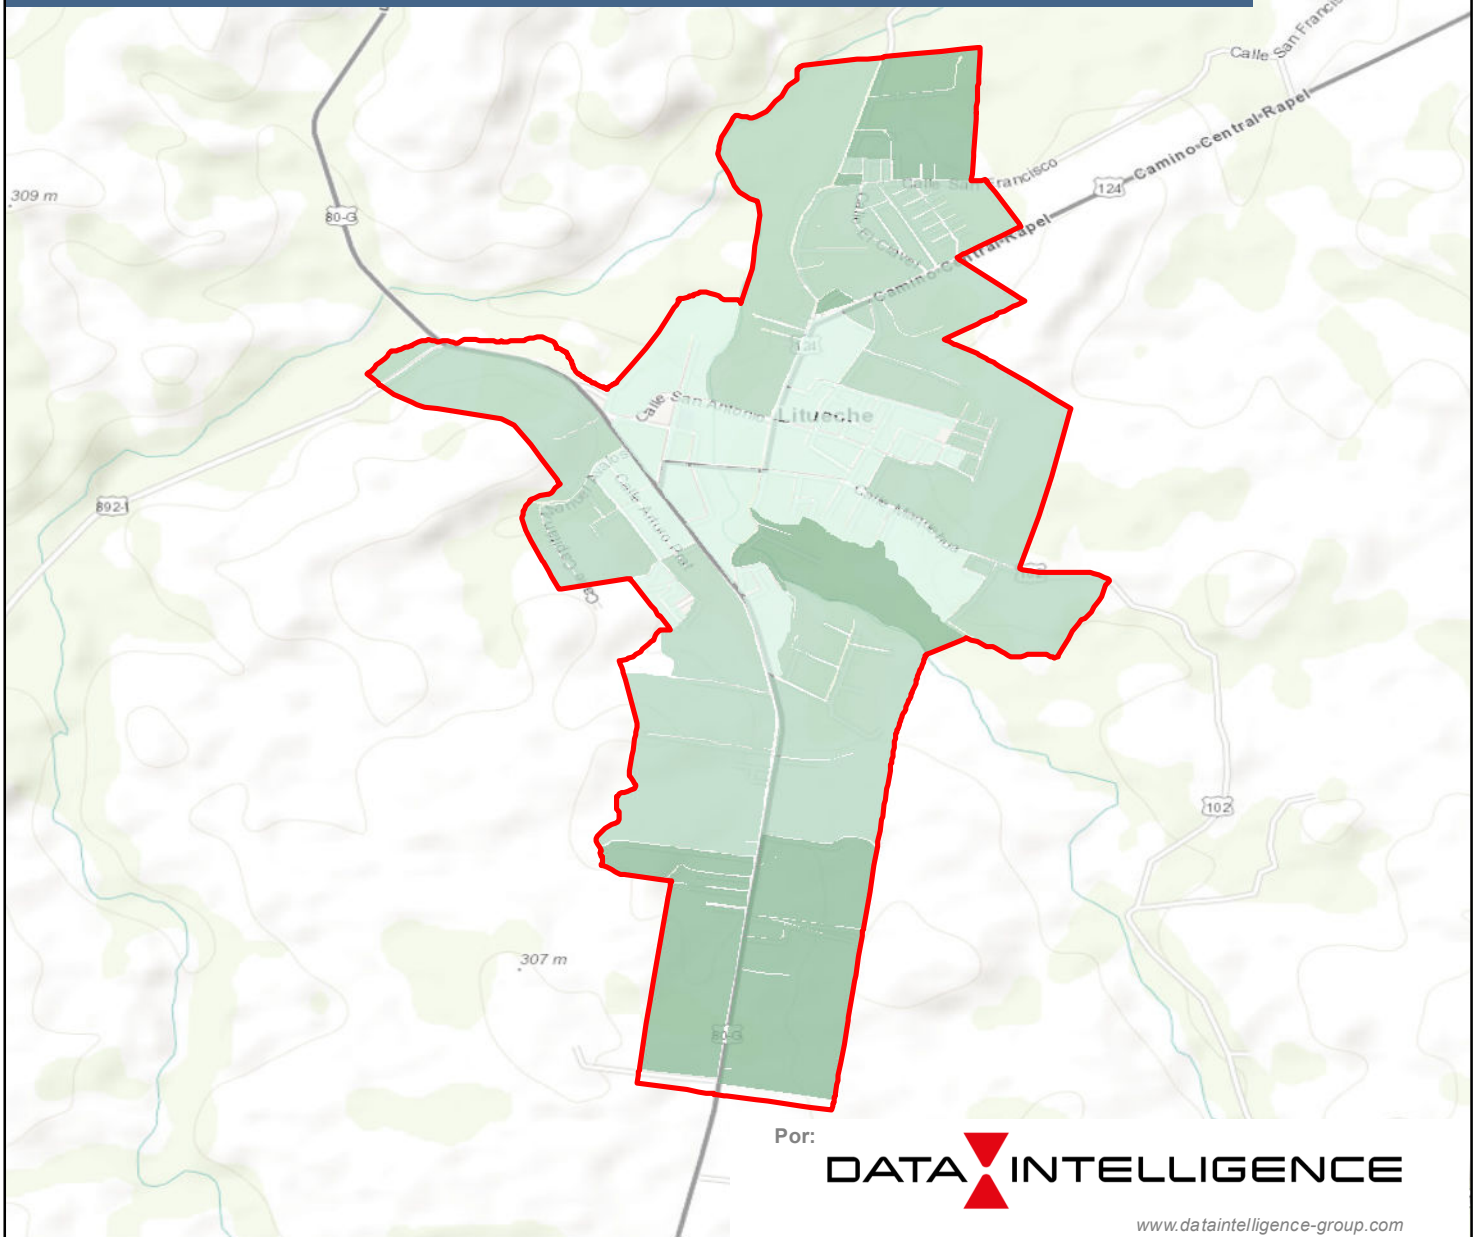 Calle San Francisco
Camino-Central-Rapel
124
309 m
Calle San Francisco
80-G
Calle El Clavel
Camino-Central-Rapel
124
Calle San Antonio
Litueche
892-I
Calle Arturo Prat
102
102
307 m
80-G
Por:
DATA INTELLIGENCE
www.dataintelligence-group.com